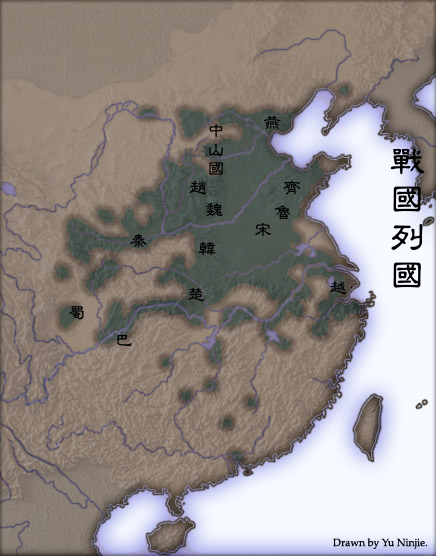 戰國列國
燕
中山國
趙
齊
魏
魯
宋
秦
韓
楚
越
蜀
巴
Drawn by Yu Ninjie.